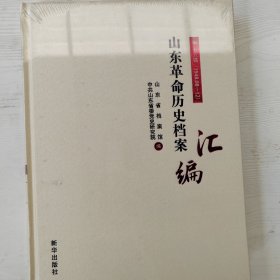 山东革命历史档案
汇编
山东省档案馆
中共山东省委党史研究院
编
新华出版社